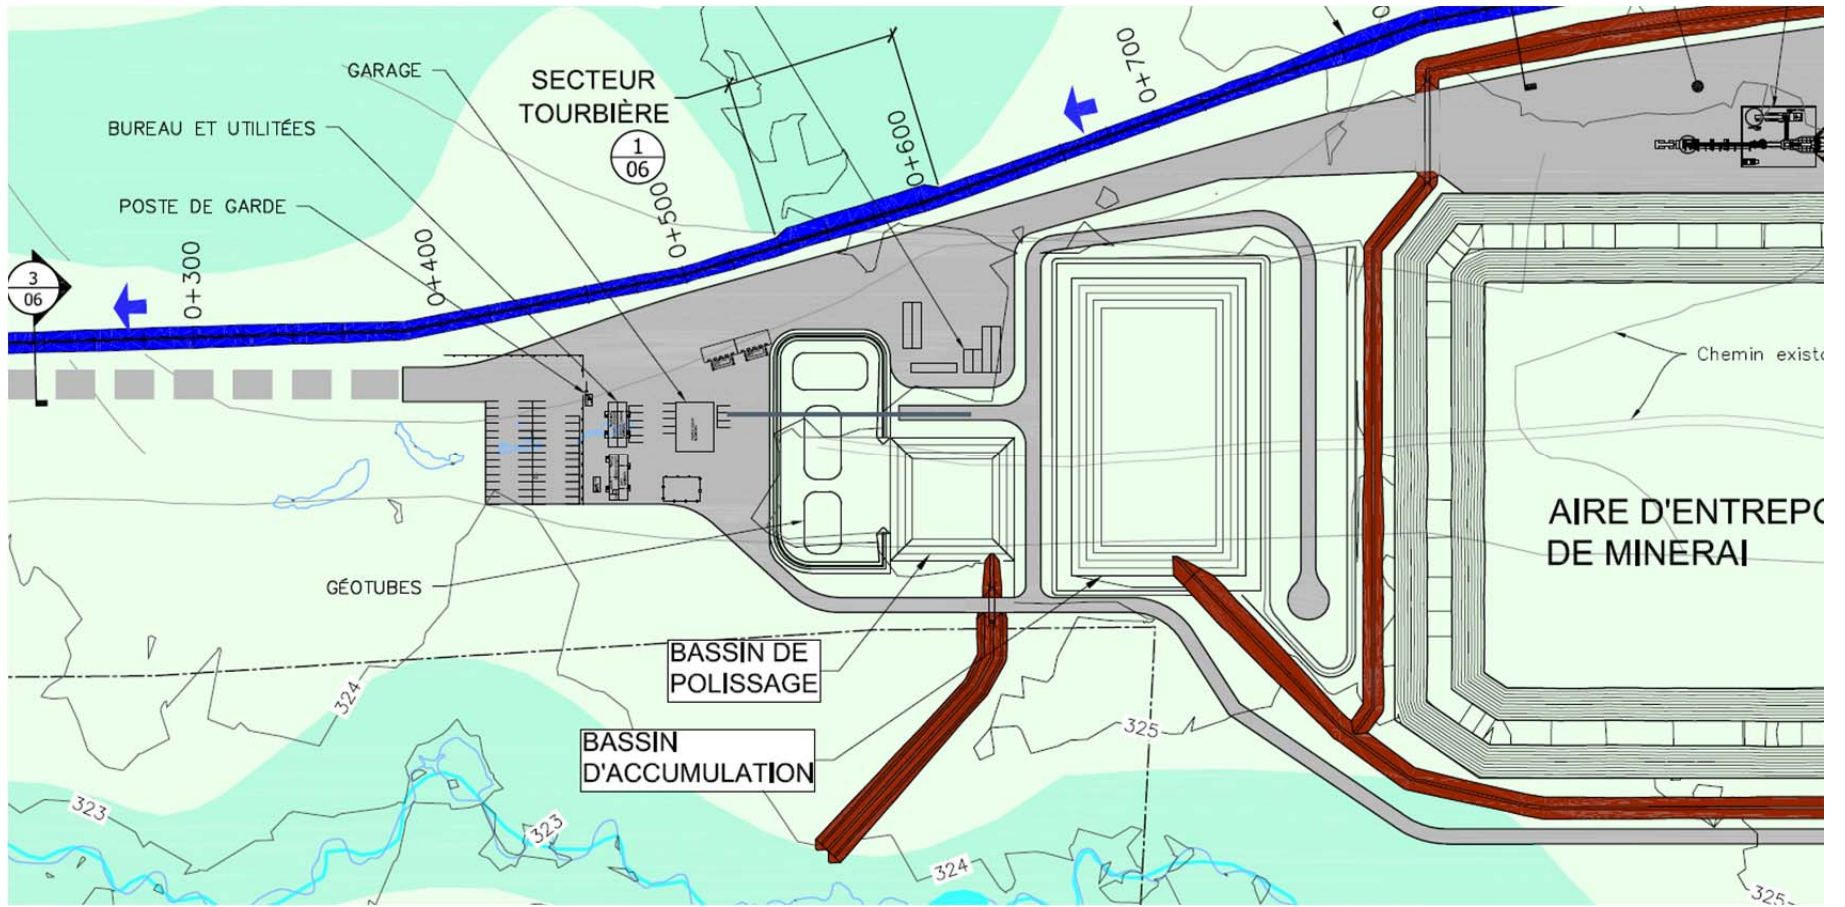 GARAGE
SECTEUR
TOURBIÈRE
1
06
BUREAU ET UTILITÉES
POSTE DE GARDE
3
06
0+300
0+400
0+500
0+600
0+700
Chemin exista
AIRE D'ENTREPO
DE MINERAI
GÉOTUBES
BASSIN DE
POLISSAGE
BASSIN
D'ACCUMULATION
324
325
323
323
324
325